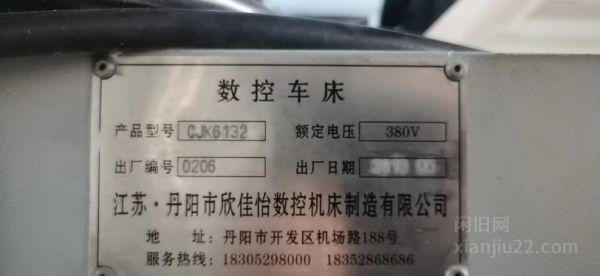 数控车床
产品型号 CJK6132 额定电压 380V
出厂编号 0206 出厂日期
江苏·丹阳市欣佳怡数控机床制造有限公司
地 址: 丹阳市开发区机场路188号
服务热线: 18305298000 18352868686
闲旧网
xianjiu22.com